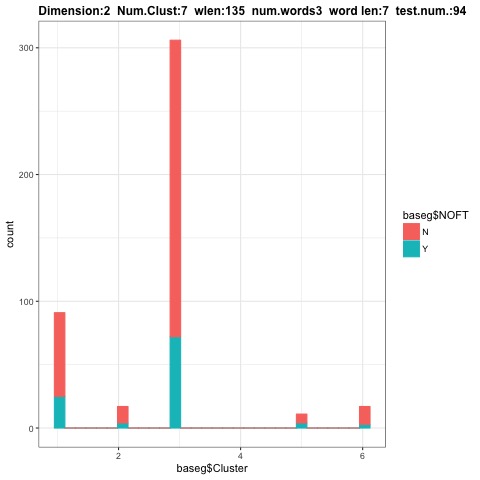 Dimension:2 Num.Clust:7 wlen:135 num.words3 word len:7 test.num.:94
300
200
100
0
count
2 4 6
baseg$Cluster
baseg$NOFT
N
Y